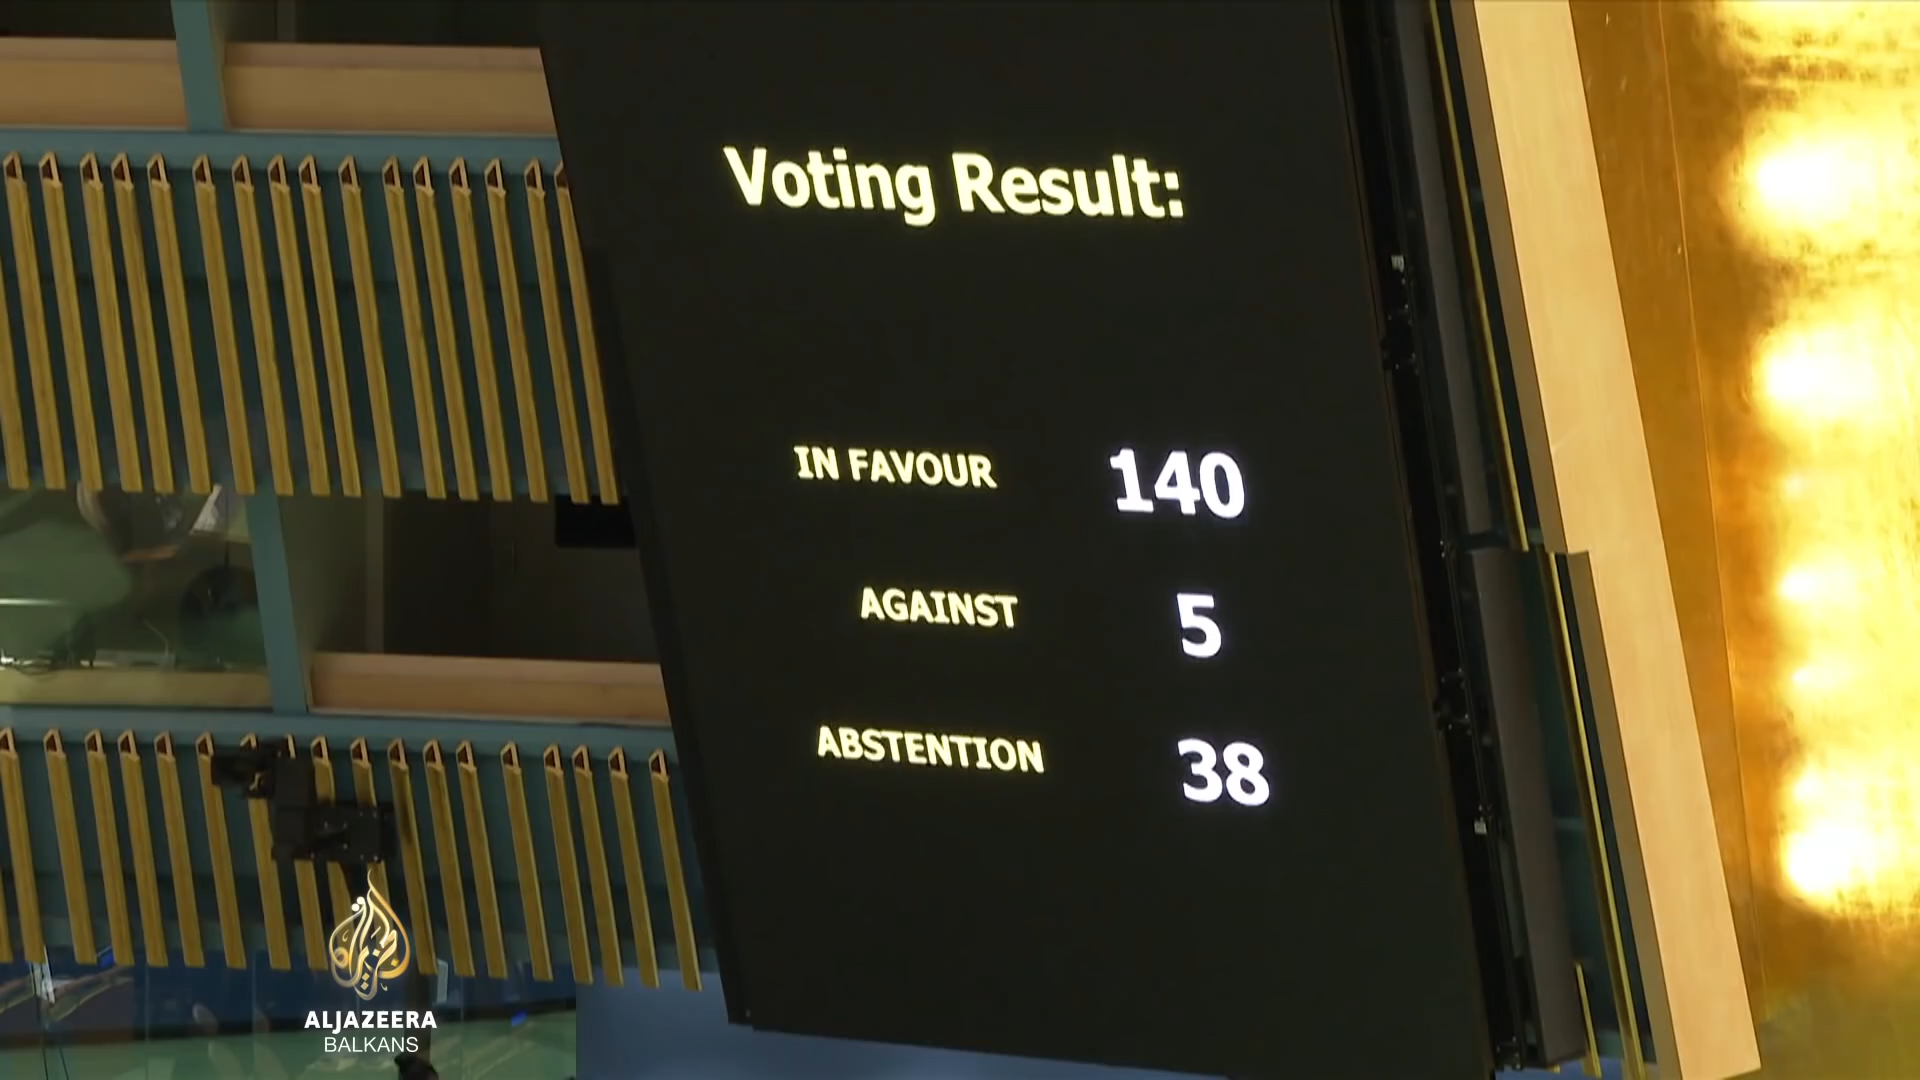 Voting Result:
IN FAVOUR 140
AGAINST 5
ABSTENTION 38
ALJAZEERA
BALKANS